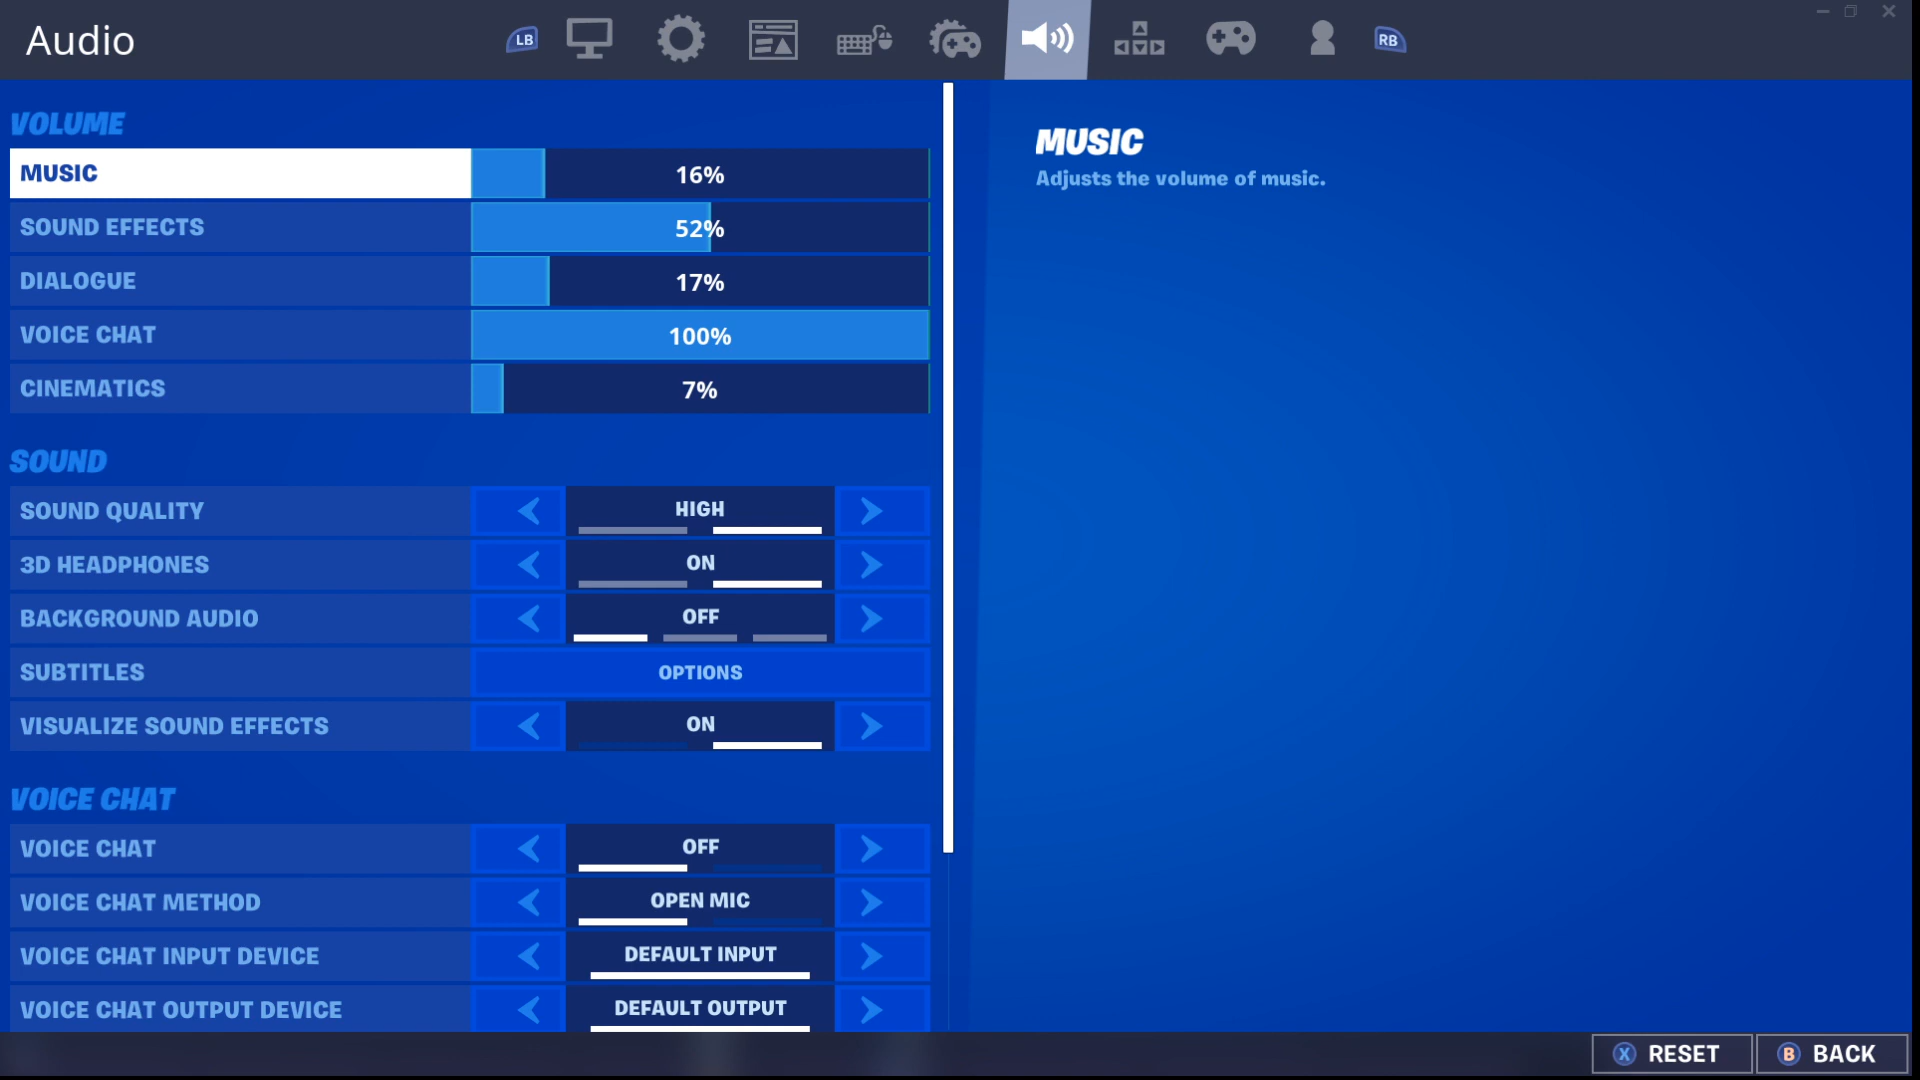 Audio
LB
RB
VOLUME
MUSIC
16%
SOUND EFFECTS
52%
DIALOGUE
17%
VOICE CHAT
100%
CINEMATICS
7%
SOUND
SOUND QUALITY
HIGH
3D HEADPHONES
ON
BACKGROUND AUDIO
OFF
SUBTITLES
OPTIONS
VISUALIZE SOUND EFFECTS
ON
VOICE CHAT
VOICE CHAT
OFF
VOICE CHAT METHOD
OPEN MIC
VOICE CHAT INPUT DEVICE
DEFAULT INPUT
VOICE CHAT OUTPUT DEVICE
DEFAULT OUTPUT
MUSIC
Adjusts the volume of music.
X RESET
B BACK